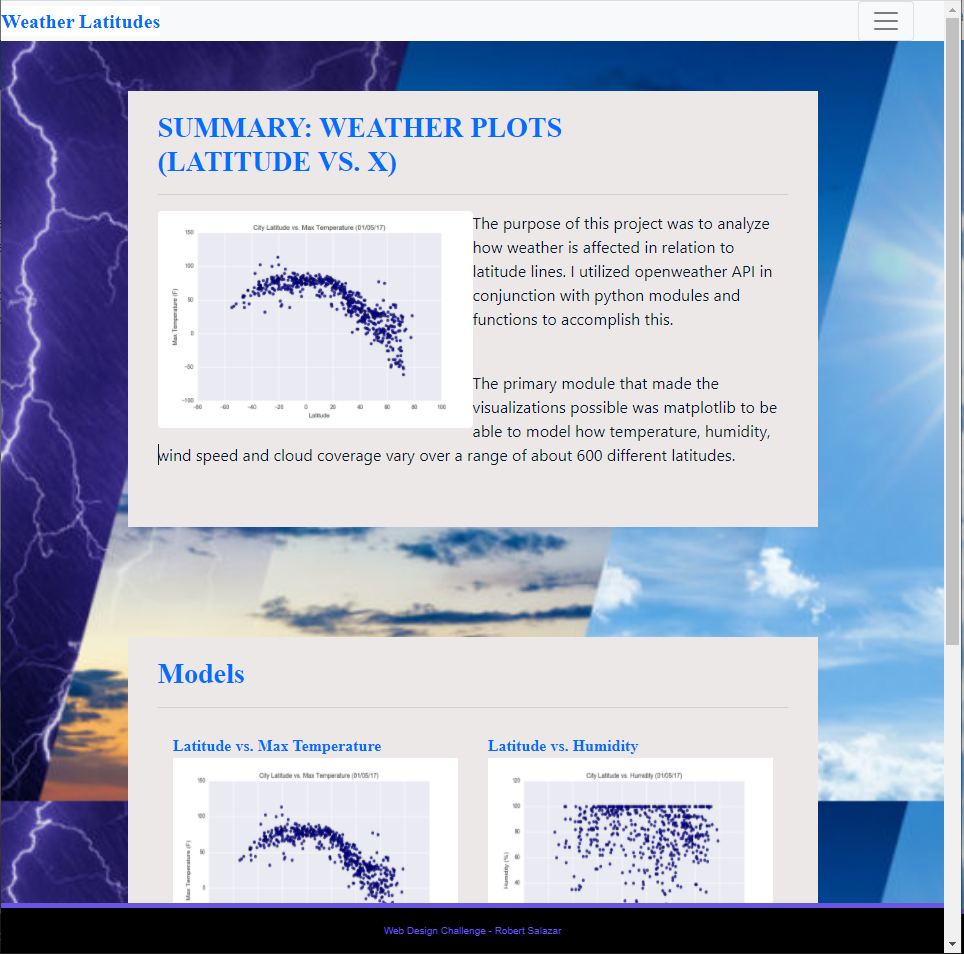 Weather Latitudes
SUMMARY: WEATHER PLOTS
(LATITUDE VS. X)
City Latitude vs. Max Temperature (01/05/17)
150
100
50
0
−50
−100
Max Temperature (F)
−80 −60 −40 −20 0 20 40 60 80 100
Latitude
The purpose of this project was to analyze
how weather is affected in relation to
latitude lines. I utilized openweather API in
conjunction with python modules and
functions to accomplish this.
The primary module that made the
visualizations possible was matplotlib to be
able to model how temperature, humidity,
wind speed and cloud coverage vary over a range of about 600 different latitudes.
Models
Latitude vs. Max Temperature
City Latitude vs. Max Temperature (01/05/17)
150
100
50
0
Max Temperature (F)
Latitude vs. Humidity
City Latitude vs. Humidity (01/05/17)
120
100
80
60
40
Humidity (%)
Web Design Challenge - Robert Salazar